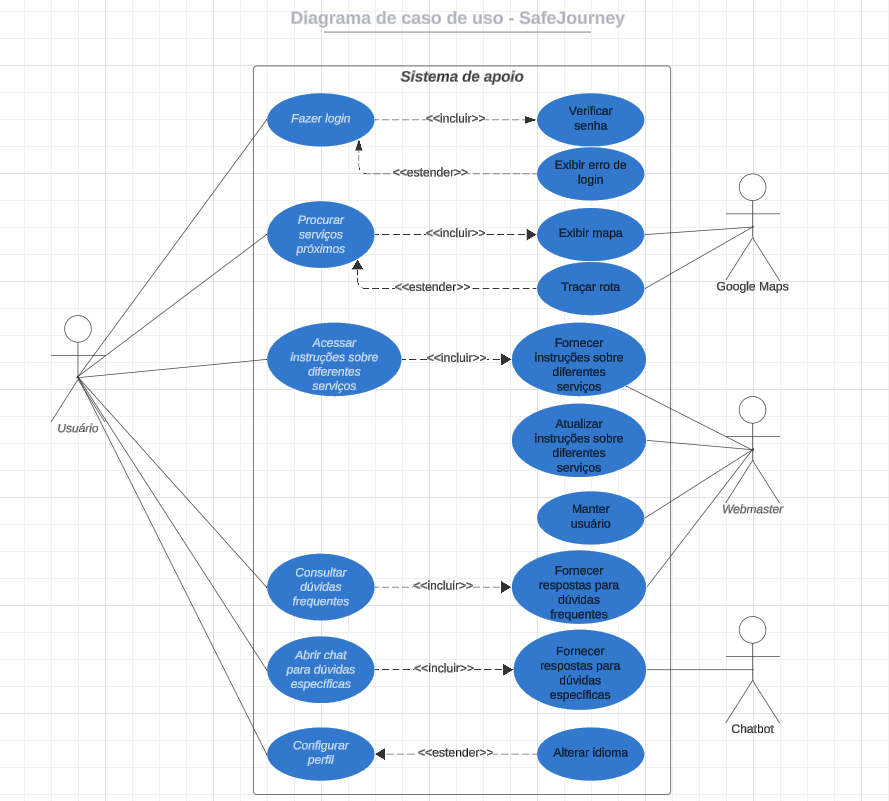 Diagrama de caso de uso - SafeJourney
Sistema de apoio
Fazer login
<<incluir>>
Verificar
senha
<<estender>>
Exibir erro de
login
Procurar
serviços
próximos
<<incluir>>
Exibir mapa
<<estender>>
Traçar rota
Google Maps
Acessar
instruções sobre
diferentes
serviços
<<incluir>>
Fornecer
instruções sobre
diferentes
serviços
Usuário
Atualizar
instruções sobre
diferentes
serviços
Manter
usuário
Webmaster
Consultar
dúvidas
frequentes
<<incluir>>
Fornecer
respostas para
dúvidas
frequentes
Abrir chat
para dúvidas
específicas
<<incluir>>
Fornecer
respostas para
dúvidas
específicas
Chatbot
Configurar
perfil
<<estender>>
Alterar idioma